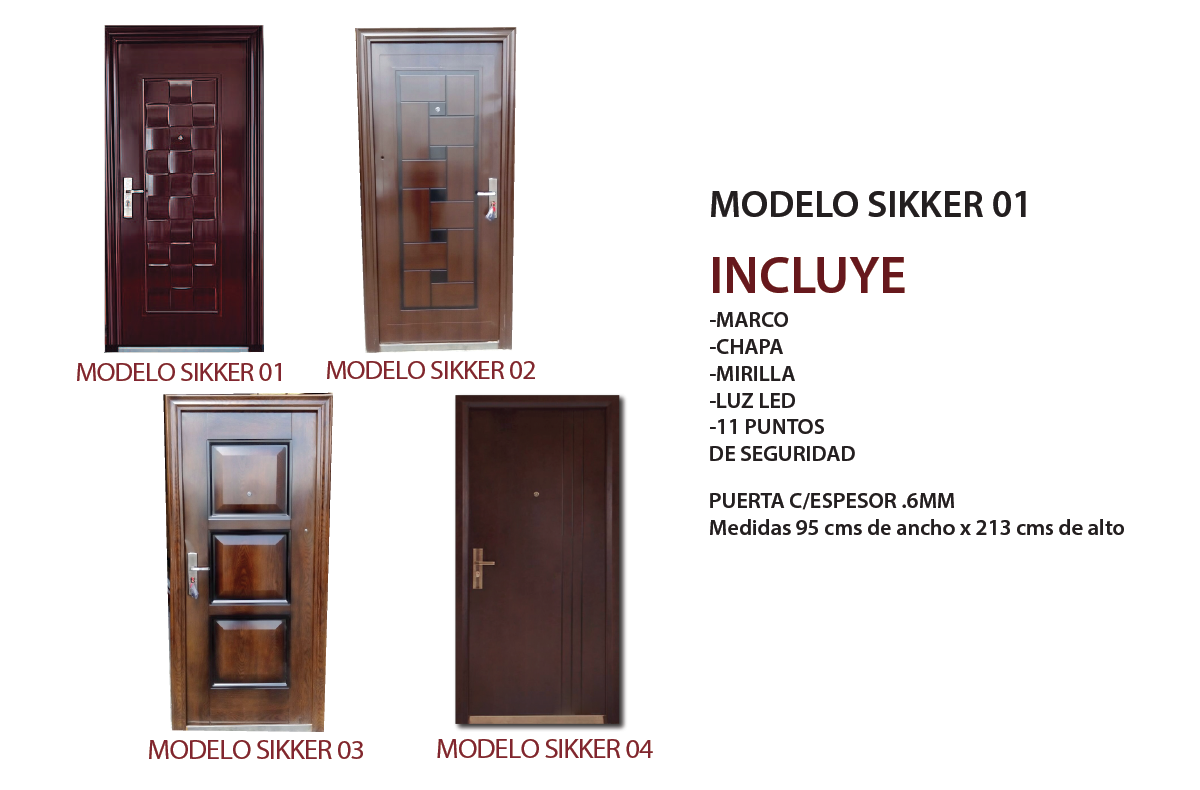 MODELO SIKKER 01
MODELO SIKKER 02
MODELO SIKKER 03
MODELO SIKKER 04
MODELO SIKKER 01
INCLUYE
-MARCO
-CHAPA
-MIRILLA
-LUZ LED
-11 PUNTOS
DE SEGURIDAD
PUERTA C/ESPESOR .6MM
Medidas 95 cms de ancho x 213 cms de alto